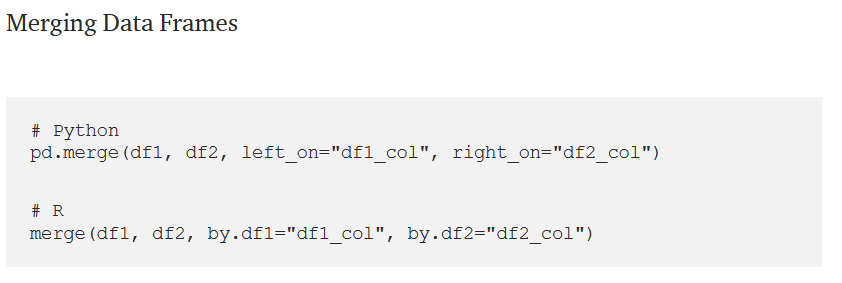 Merging Data Frames
# Python
pd.merge(df1, df2, left_on="df1_col", right_on="df2_col")
# R
merge(df1, df2, by.df1="df1_col", by.df2="df2_col")